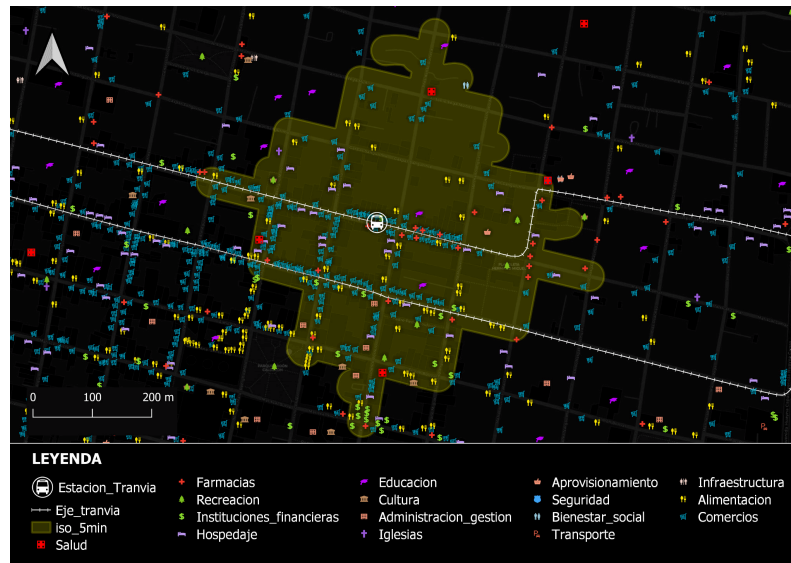 0 100 200 m
LEYENDA
Estacion_Tranvia
Eje_tranvia
iso_5min
Salud
Farmacias
Recreacion
Instituciones_financieras
Hospedaje
Educacion
Cultura
Administracion_gestion
Iglesias
Aprovisionamiento
Seguridad
Bienestar_social
Transporte
Infraestructura
Alimentacion
Comercios